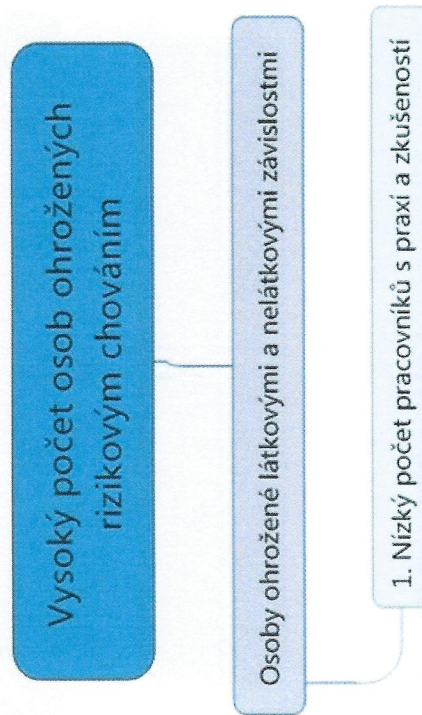 Vysoký počet osob ohrožených
rizikovým chováním
Osoby ohrožené látkovými a nelátkovými závislostmi
1. Nízký počet pracovníků s praxí a zkušeností